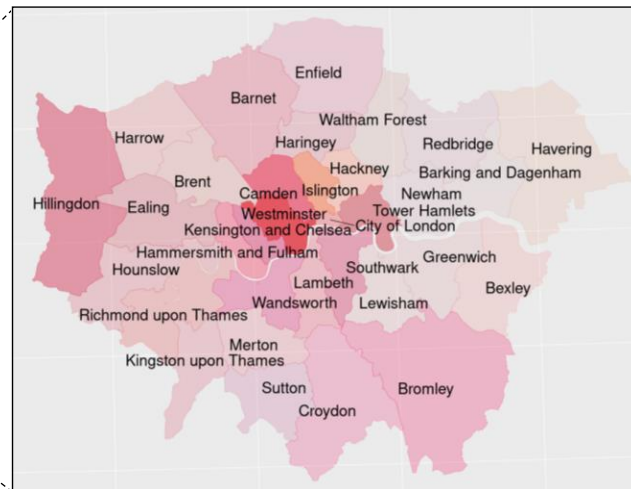 Enfield
Barnet
Waltham Forest
Harrow
Haringey
Redbridge
Havering
Hackney
Barking and Dagenham
Brent
Camden
Islington
Newham
Hillingdon
Ealing
Westminster
Tower Hamlets
Kensington and Chelsea
City of London
Hammersmith and Fulham
Greenwich
Hounslow
Southwark
Lambeth
Bexley
Wandsworth
Lewisham
Richmond upon Thames
Merton
Kingston upon Thames
Sutton
Bromley
Croydon